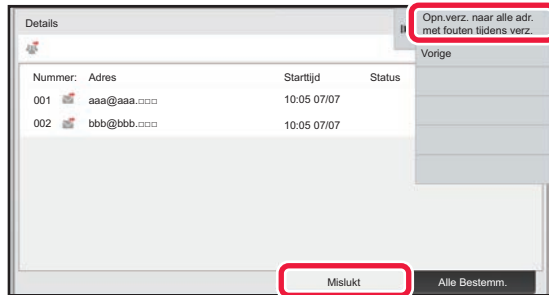 Details
Opn.verz. naar alle adr.
met fouten tijdens verz.
Vorige
Nummer: Adres Starttijd Status
001 aaa@aaa.□□□ 10:05 07/07
002 bbb@bbb.□□□ 10:05 07/07
Mislukt Alle Bestemm.